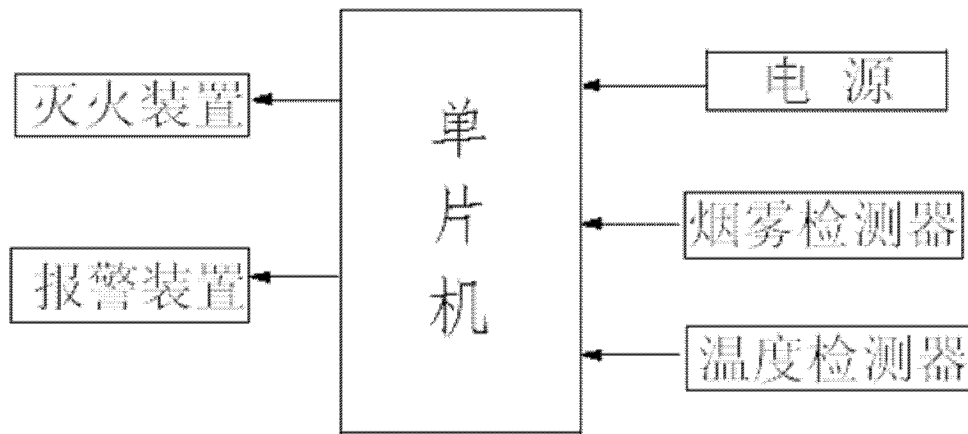 灭火装置
报警装置
单片机
电 源
烟雾检测器
温度检测器